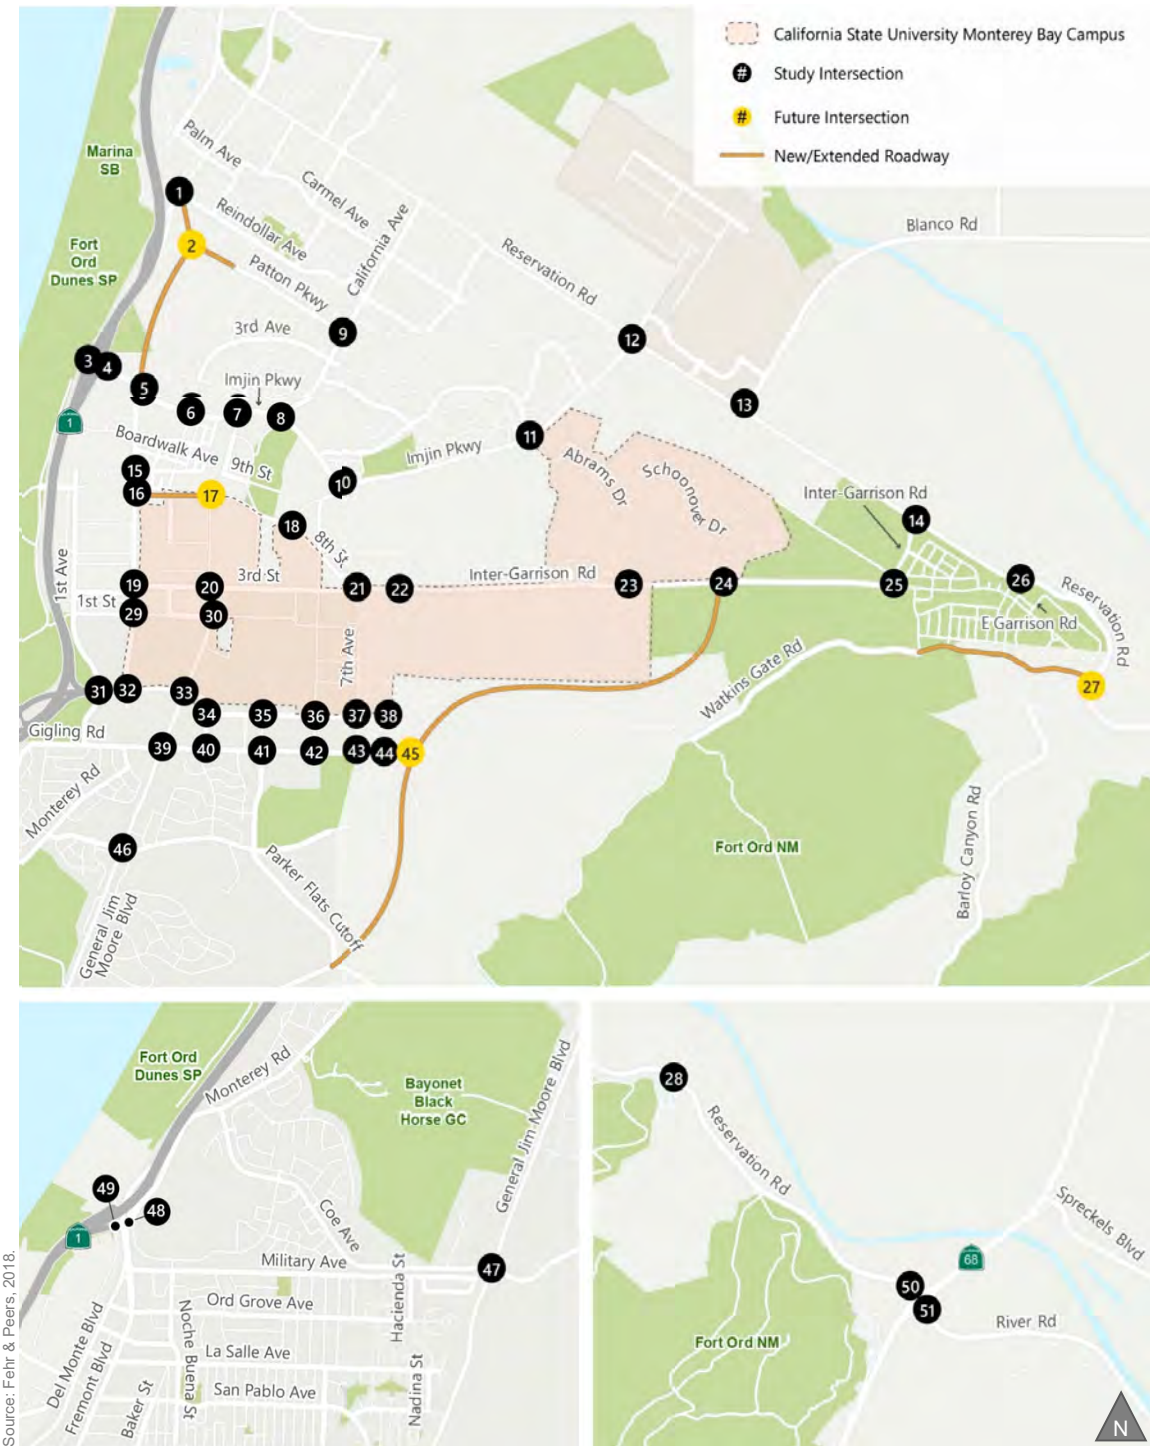 California State University Monterey Bay Campus
# Study Intersection
# Future Intersection
New/Extended Roadway
Marina
SB
Palm Ave
1
Carmel Ave
Reindollar Ave
California Ave
Blanco Rd
2
Fort
Ord
Dunes SP
Patton Pkwy
Reservation Rd
3rd Ave
9
12
3
4
5
Imjin Pkwy
6
7
8
13
1
Boardwalk Ave
9th St
Imjin Pkwy
11
Abrams Dr
Schoonover Dr
15
16
17
10
Inter-Garrison Rd
14
18
8th St
1st Ave
3rd St
Inter-Garrison Rd
19
20
21
22
23
24
25
26
Reservation Rd
1st St
29
30
E Garrison Rd
7th Ave
Watkins Gate Rd
31
32
33
27
34
35
36
37
38
Gigling Rd
39
40
41
42
43
44
45
Monterey Rd
46
Parker Flats Cutoff
Fort Ord NM
Barloy Canyon Rd
General Jim
Moore Blvd
Fort Ord
Dunes SP
Monterey Rd
Bayonet
Black
Horse GC
General Jim Moore Blvd
49
48
1
Coe Ave
Military Ave
47
Hacienda St
Ord Grove Ave
Del Monte Blvd
Fremont Blvd
Noche Buena St
La Salle Ave
Baker St
San Pablo Ave
Nadina St
28
Reservation Rd
Spreckels Blvd
68
50
51
River Rd
Fort Ord NM
N
Source: Fehr & Peers, 2018.